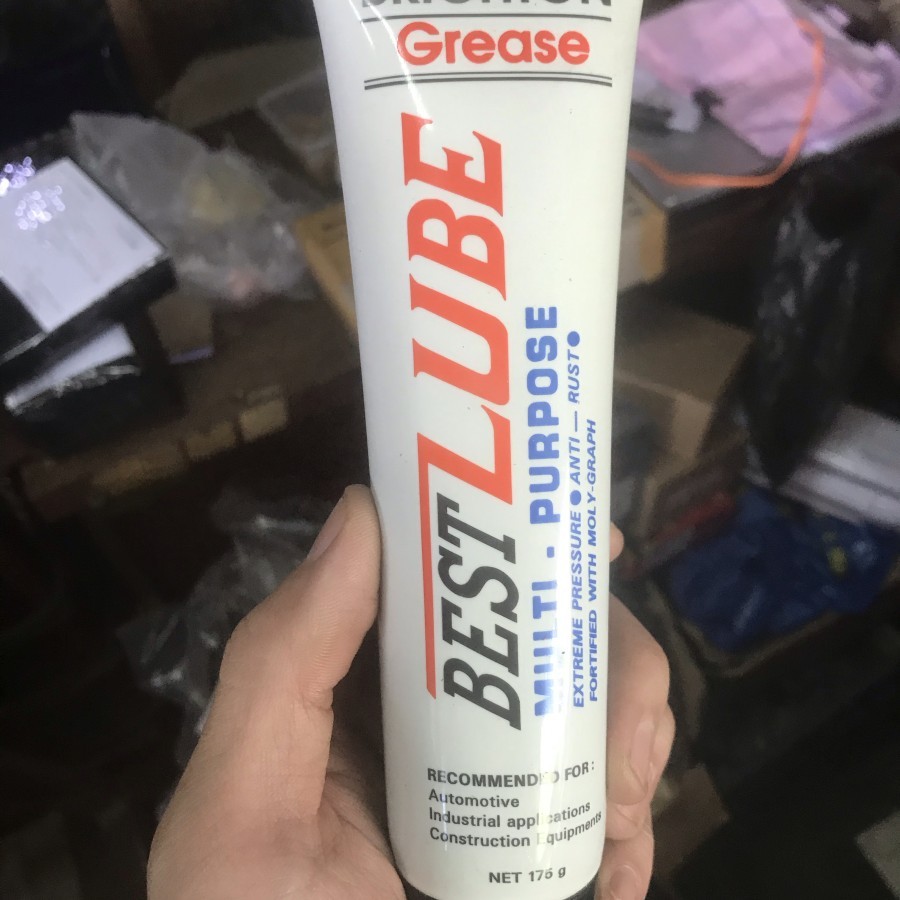 BRIGHTON
Grease
BEST LUBE
MULTI - PURPOSE
EXTREME PRESSURE ● ANTI — RUST ●
FORTIFIED WITH MOLY-GRAPH
RECOMMENDED FOR:
Automotive
Industrial applications
Construction Equipments
NET 175 g